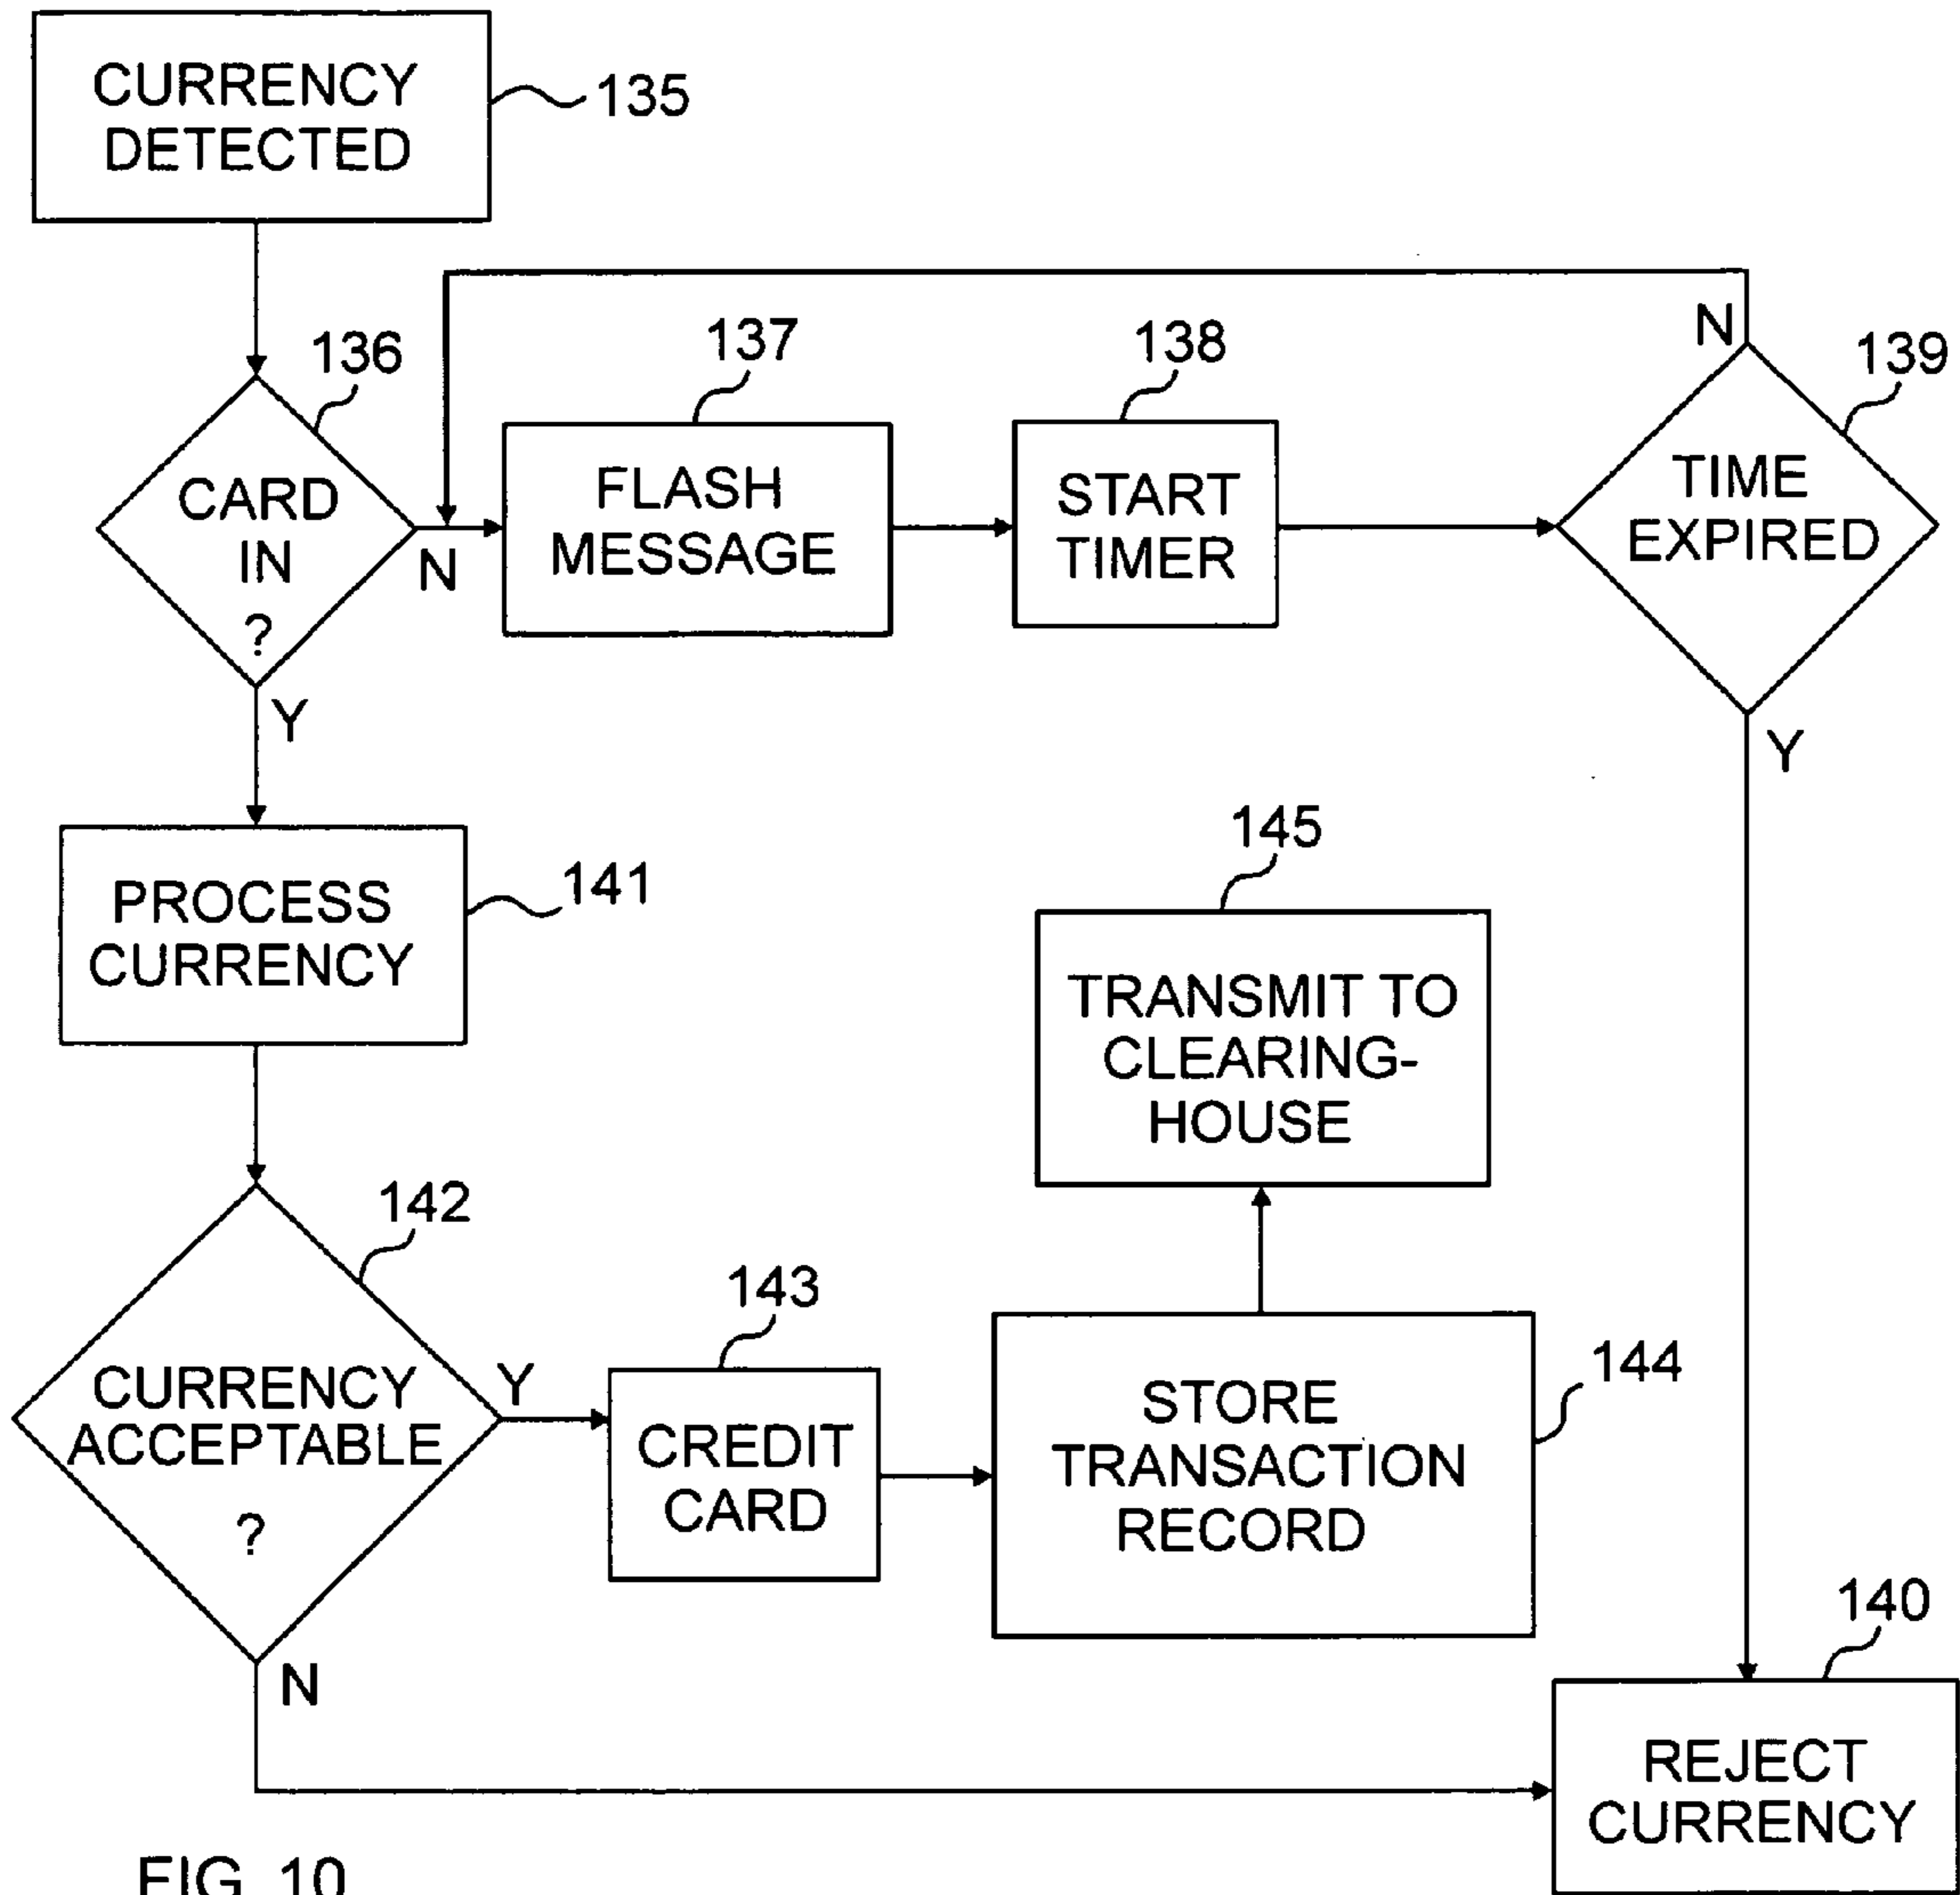 CURRENCY
DETECTED
135
136
CARD
IN
?
N
Y
137
FLASH
MESSAGE
138
START
TIMER
139
N
TIME
EXPIRED
Y
PROCESS
CURRENCY
141
142
CURRENCY
ACCEPTABLE
?
Y
N
143
CREDIT
CARD
144
STORE
TRANSACTION
RECORD
145
TRANSMIT TO
CLEARING-
HOUSE
140
REJECT
CURRENCY
FIG. 10